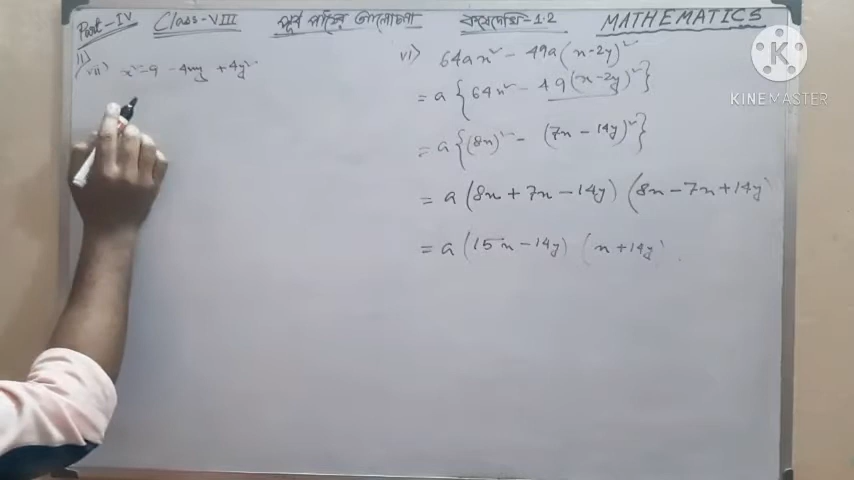 Part-IV Class-VIII পূর্ব পাঠের আলোচনা কষে দেখি-1.2 MATHEMATICS
11)
vii) x²-9 - 4xy + 4y²
vi) 64ax² - 49a(x-2y)²
= a{64x² - 49(x-2y)²}
= a{(8x)² - (7x - 14y)²}
= a(8x + 7x - 14y)(8x - 7x + 14y)
= a(15x - 14y)(x + 14y)
K
KINEMASTER